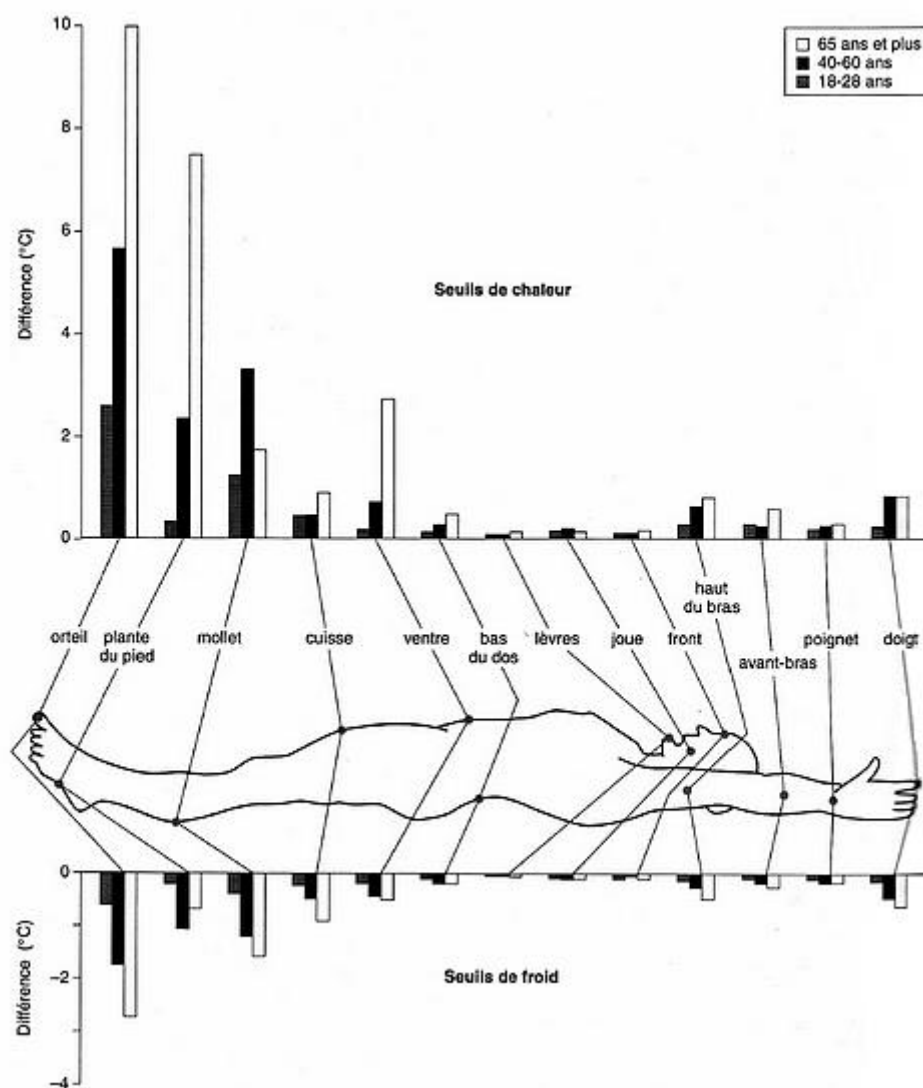 10
8
6
4
2
0
Différence (°C)
65 ans et plus
40-60 ans
18-28 ans
Seuils de chaleur
orteil
plante
du pied
mollet
cuisse
ventre
bas
du dos
lèvres
joue
front
haut
du bras
avant-bras
poignet
doigt
0
–2
–4
Différence (°C)
Seuils de froid